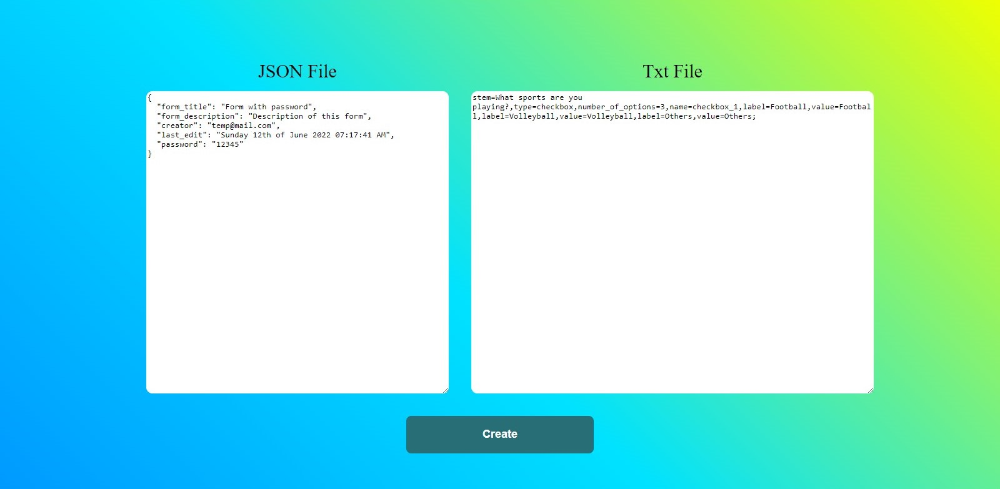 JSON File
{
  "form_title": "Form with password",
  "form_description": "Description of this form",
  "creator": "temp@mail.com",
  "last_edit": "Sunday 12th of June 2022 07:17:41 AM",
  "password": "12345"
}
Txt File
stem=What sports are you
playing?,type=checkbox,number_of_options=3,name=checkbox_1,label=Football,value=Footbal
l,label=Volleyball,value=Volleyball,label=Others,value=Others;
Create